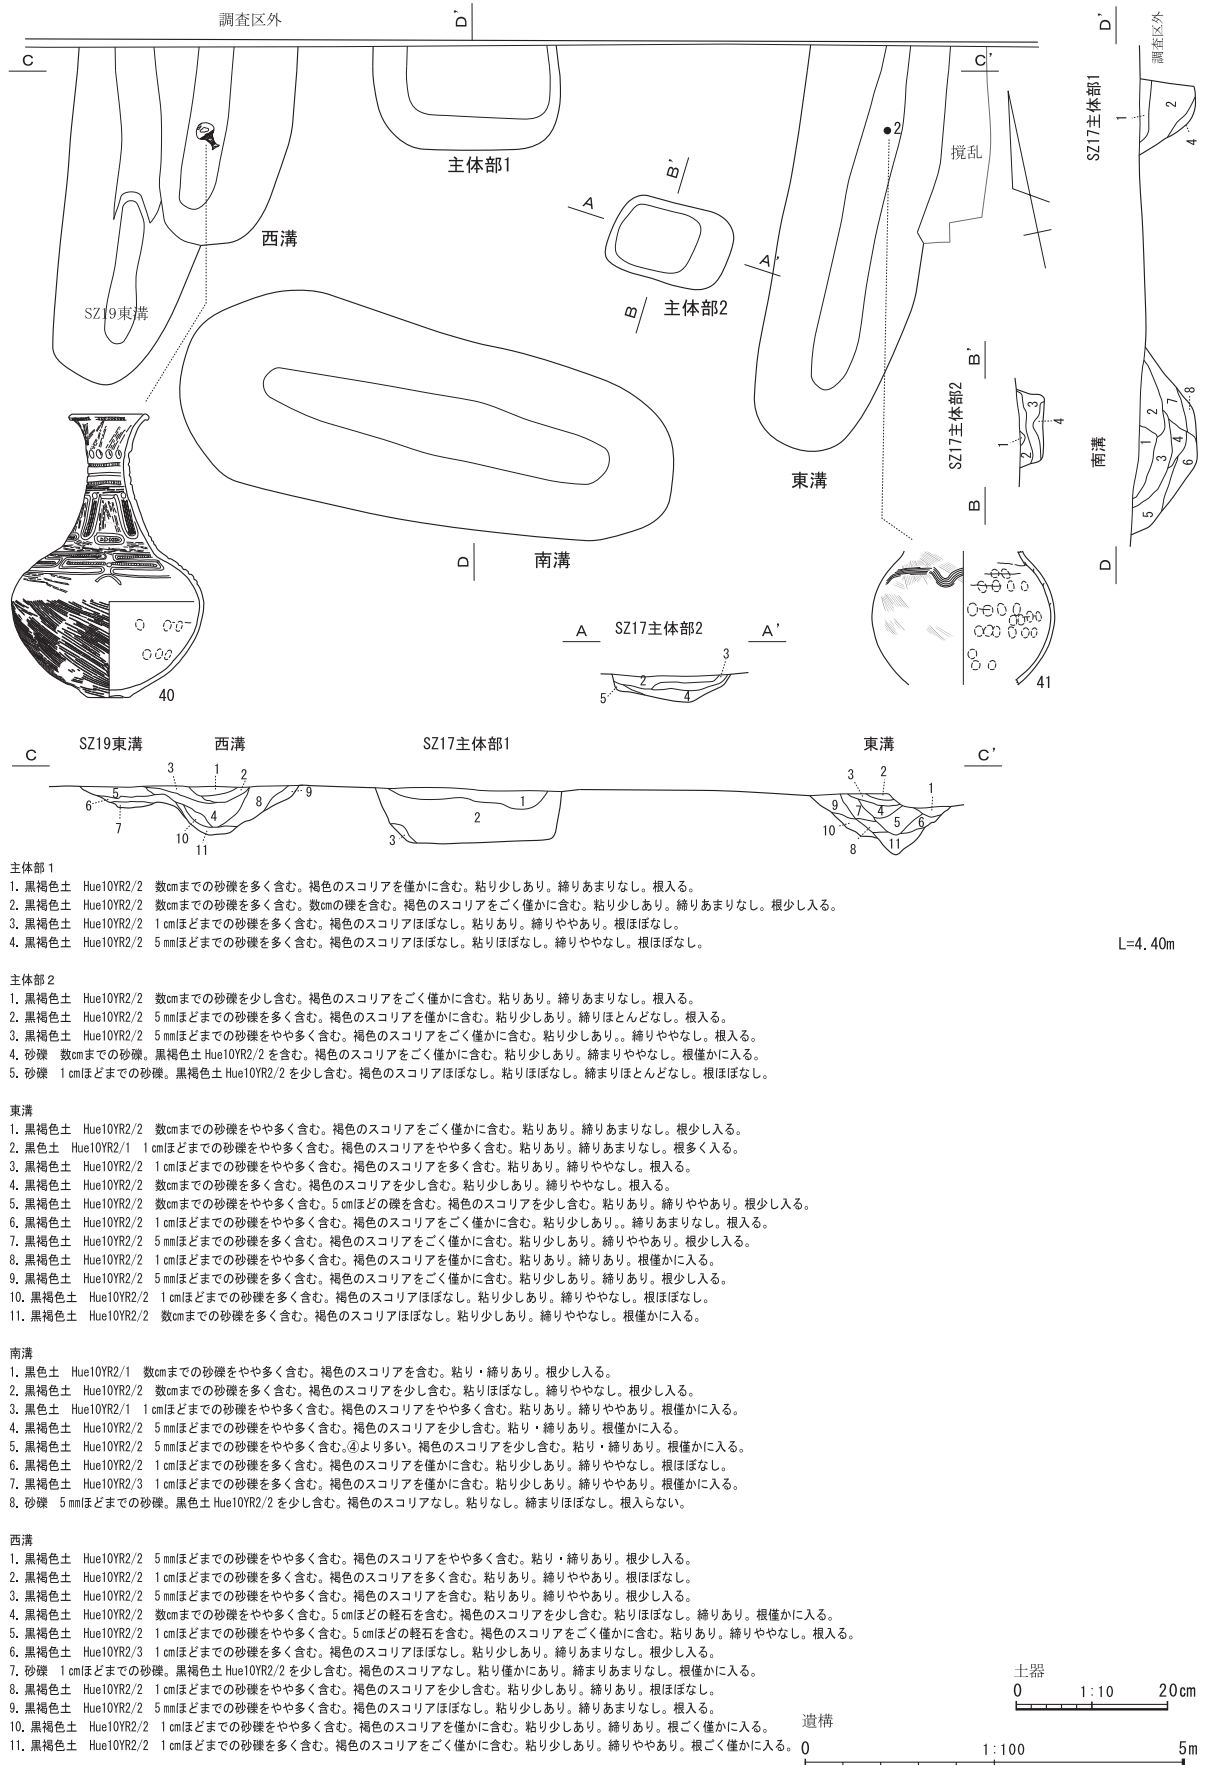 調査区外
D'
C
C'
D'
調査区外
SZ17主体部1
1
2
4
2
撹乱
主体部1
B'
A
A'
B
主体部2
西溝
SZ19東溝
東溝
B'
SZ17主体部2
1
2
3
4
B
南溝
1
2
3
4
5
6
7
8
D
D
南溝
40
41
A
SZ17主体部2
A'
2
3
4
5
C
SZ19東溝
西溝
SZ17主体部1
東溝
C'
3
1
2
5
6
7
4
8
9
10
11
1
2
3
3
2
1
9
7
4
5
6
10
8
11
主体部1
1. 黒褐色土　Hue10YR2/2　数㎝までの砂礫を多く含む。褐色のスコリアを僅かに含む。粘り少しあり。締りあまりなし。根入る。
2. 黒褐色土　Hue10YR2/2　数㎝までの砂礫を多く含む。数㎝の礫を含む。褐色のスコリアをごく僅かに含む。粘り少しあり。締りあまりなし。根少し入る。
3. 黒褐色土　Hue10YR2/2　1㎝ほどまでの砂礫を多く含む。褐色のスコリアほぼなし。粘りあり。締りややあり。根ほぼなし。
4. 黒褐色土　Hue10YR2/2　5㎜ほどまでの砂礫を多く含む。褐色のスコリアほぼなし。粘りほぼなし。締りややなし。根ほぼなし。
L=4.40m
主体部2
1. 黒褐色土　Hue10YR2/2　数㎝までの砂礫を少し含む。褐色のスコリアをごく僅かに含む。粘りあり。締りあまりなし。根入る。
2. 黒褐色土　Hue10YR2/2　5㎜ほどまでの砂礫を多く含む。褐色のスコリアを僅かに含む。粘り少しあり。締りほとんどなし。根入る。
3. 黒褐色土　Hue10YR2/2　5㎜ほどまでの砂礫をやや多く含む。褐色のスコリアをごく僅かに含む。粘り少しあり。。締りややなし。根入る。
4. 砂礫　数㎝までの砂礫。黒褐色土Hue10YR2/2を含む。褐色のスコリアをごく僅かに含む。粘り少しあり。締まりややなし。根僅かに入る。
5. 砂礫　1㎝ほどまでの砂礫。黒褐色土Hue10YR2/2を少し含む。褐色のスコリアほぼなし。粘りほぼなし。締まりほとんどなし。根ほぼなし。
東溝
1. 黒褐色土　Hue10YR2/2　数㎝までの砂礫をやや多く含む。褐色のスコリアをごく僅かに含む。粘りあり。締りあまりなし。根少し入る。
2. 黒色土　Hue10YR2/1　1㎝ほどまでの砂礫をやや多く含む。褐色のスコリアをやや多く含む。粘りあり。締りあまりなし。根多く入る。
3. 黒褐色土　Hue10YR2/2　1㎝ほどまでの砂礫をやや多く含む。褐色のスコリアを多く含む。粘りあり。締りややなし。根入る。
4. 黒褐色土　Hue10YR2/2　数㎝までの砂礫を多く含む。褐色のスコリアを少し含む。粘り少しあり。締りややなし。根入る。
5. 黒褐色土　Hue10YR2/2　数㎝までの砂礫をやや多く含む。5㎝ほどの礫を含む。褐色のスコリアを少し含む。粘りあり。締りややあり。根少し入る。
6. 黒褐色土　Hue10YR2/2　1㎝ほどまでの砂礫をやや多く含む。褐色のスコリアをごく僅かに含む。粘り少しあり。。締りあまりなし。根入る。
7. 黒褐色土　Hue10YR2/2　5㎜ほどまでの砂礫を多く含む。褐色のスコリアをごく僅かに含む。粘り少しあり。締りややあり。根少し入る。
8. 黒褐色土　Hue10YR2/2　1㎝ほどまでの砂礫をやや多く含む。褐色のスコリアを僅かに含む。粘りあり。締りあり。根僅かに入る。
9. 黒褐色土　Hue10YR2/2　5㎜ほどまでの砂礫を多く含む。褐色のスコリアをごく僅かに含む。粘り少しあり。締りあり。根少し入る。
10. 黒褐色土　Hue10YR2/2　1㎝ほどまでの砂礫を多く含む。褐色のスコリアほぼなし。粘り少しあり。締りややなし。根ほぼなし。
11. 黒褐色土　Hue10YR2/2　数㎝までの砂礫を多く含む。褐色のスコリアほぼなし。粘り少しあり。締りややなし。根僅かに入る。
南溝
1. 黒色土　Hue10YR2/1　数㎝までの砂礫をやや多く含む。褐色のスコリアを含む。粘り・締りあり。根少し入る。
2. 黒褐色土　Hue10YR2/2　数㎝までの砂礫を多く含む。褐色のスコリアを少し含む。粘りほぼなし。締りややなし。根少し入る。
3. 黒色土　Hue10YR2/1　1㎝ほどまでの砂礫をやや多く含む。褐色のスコリアをやや多く含む。粘りあり。締りややあり。根僅かに入る。
4. 黒褐色土　Hue10YR2/2　5㎜ほどまでの砂礫をやや多く含む。褐色のスコリアを少し含む。粘り・締りあり。根僅かに入る。
5. 黒褐色土　Hue10YR2/2　5㎜ほどまでの砂礫をやや多く含む。④より多い。褐色のスコリアを少し含む。粘り・締りあり。根僅かに入る。
6. 黒褐色土　Hue10YR2/2　1㎝ほどまでの砂礫を多く含む。褐色のスコリアを僅かに含む。粘り少しあり。締りややなし。根ほぼなし。
7. 黒褐色土　Hue10YR2/3　1㎝ほどまでの砂礫を多く含む。褐色のスコリアを僅かに含む。粘り少しあり。締りややあり。根僅かに入る。
8. 砂礫　5㎜ほどまでの砂礫。黒色土Hue10YR2/2を少し含む。褐色のスコリアなし。粘りなし。締まりほぼなし。根入らない。
西溝
1. 黒褐色土　Hue10YR2/2　5㎜ほどまでの砂礫をやや多く含む。褐色のスコリアをやや多く含む。粘り・締りあり。根少し入る。
2. 黒褐色土　Hue10YR2/2　1㎝ほどまでの砂礫を多く含む。褐色のスコリアを多く含む。粘りあり。締りややあり。根ほぼなし。
3. 黒褐色土　Hue10YR2/2　5㎜ほどまでの砂礫をやや多く含む。褐色のスコリアを含む。粘りあり。締りややあり。根少し入る。
4. 黒褐色土　Hue10YR2/2　数㎝までの砂礫をやや多く含む。5㎝ほどの軽石を含む。褐色のスコリアを少し含む。粘りほぼなし。締りあり。根僅かに入る。
5. 黒褐色土　Hue10YR2/2　1㎝ほどまでの砂礫をやや多く含む。5㎝ほどの軽石を含む。褐色のスコリアをごく僅かに含む。粘りあり。締りややなし。根入る。
6. 黒褐色土　Hue10YR2/3　1㎝ほどまでの砂礫を多く含む。褐色のスコリアほぼなし。粘り少しあり。締りあまりなし。根少し入る。
7. 砂礫　1㎝ほどまでの砂礫。黒褐色土Hue10YR2/2を少し含む。褐色のスコリアなし。粘り僅かにあり。締まりあまりなし。根僅かに入る。
8. 黒褐色土　Hue10YR2/2　1㎝ほどまでの砂礫を多く含む。褐色のスコリアを少し含む。粘り少しあり。締りあり。根ほぼなし。
9. 黒褐色土　Hue10YR2/2　5㎜ほどまでの砂礫を多く含む。褐色のスコリアほぼなし。粘り少しあり。締りあまりなし。根入る。
10. 黒褐色土　Hue10YR2/2　1㎝ほどまでの砂礫をやや多く含む。褐色のスコリアを僅かに含む。粘り少しあり。締りあり。根ごく僅かに入る。
11. 黒褐色土　Hue10YR2/2　1㎝ほどまでの砂礫を多く含む。褐色のスコリアをごく僅かに含む。粘り少しあり。締りややあり。根ごく僅かに入る。
土器
0　1:10　20cm
遺構
0　1:100　5m